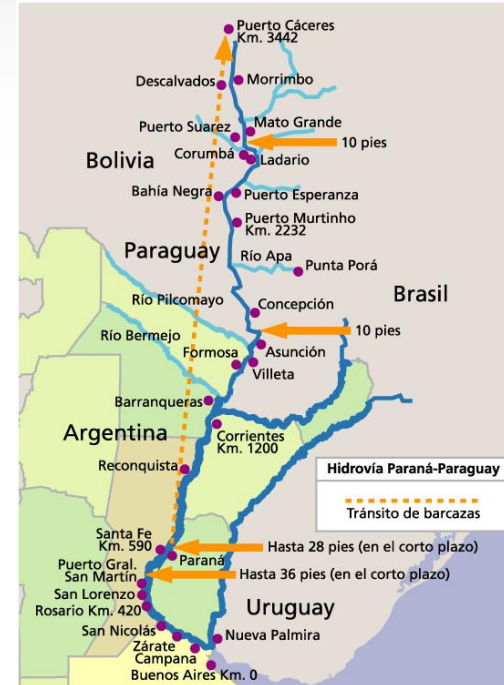 Puerto Cáceres
Km. 3442
Descalvados
Morrimbo
Puerto Suarez
Mato Grande
10 pies
Corumbá
Ladario
Bolivia
Bahía Negra
Puerto Esperanza
Puerto Murtinho
Km. 2232
Paraguay
Río Apa
Punta Porá
Río Pilcomayo
Concepción
Brasil
Río Bermejo
10 pies
Formosa
Asunción
Villeta
Barranqueras
Argentina
Corrientes
Km. 1200
Reconquista
Hidrovía Paraná-Paraguay
Tránsito de barcazas
Santa Fe
Km. 590
Paraná
Hasta 28 pies (en el corto plazo)
Puerto Gral.
San Martín
Hasta 36 pies (en el corto plazo)
San Lorenzo
Rosario Km. 420
Uruguay
San Nicolás
Nueva Palmira
Zárate
Campana
Buenos Aires Km. 0